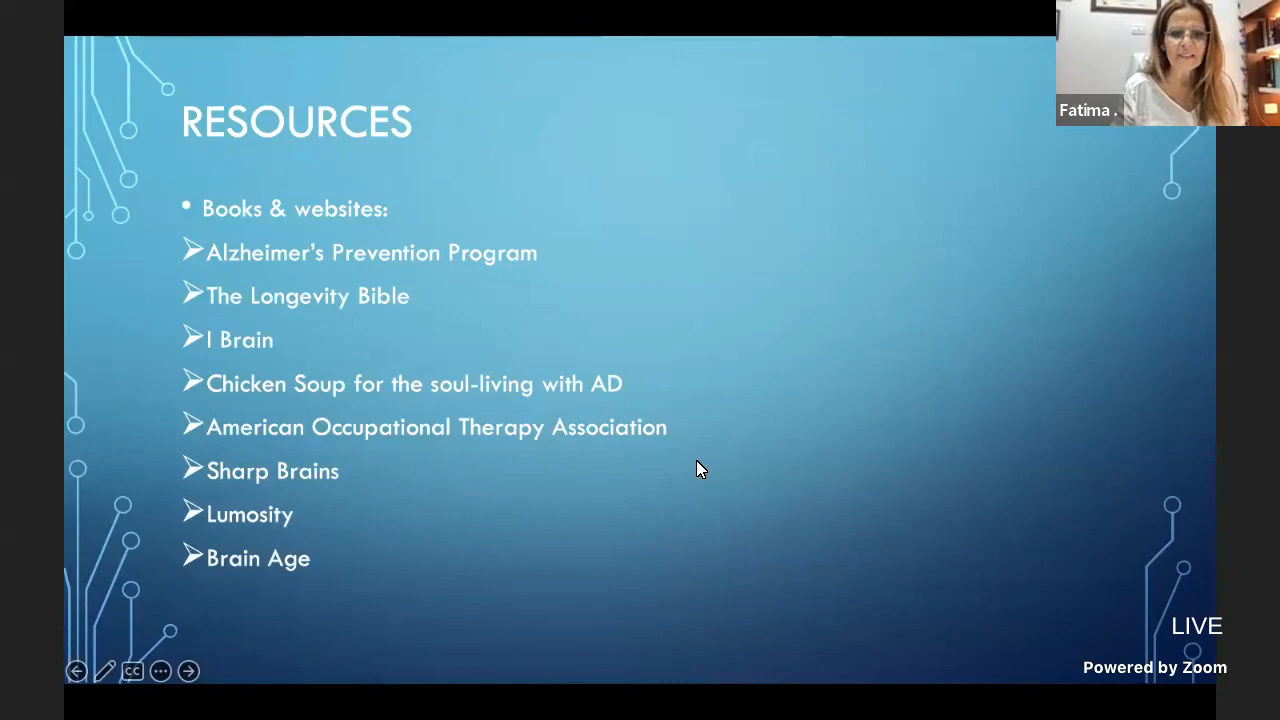 RESOURCES
• Books & websites:
➢Alzheimer’s Prevention Program
➢The Longevity Bible
➢I Brain
➢Chicken Soup for the soul-living with AD
➢American Occupational Therapy Association
➢Sharp Brains
➢Lumosity
➢Brain Age
Fatima .
CC
LIVE
Powered by Zoom